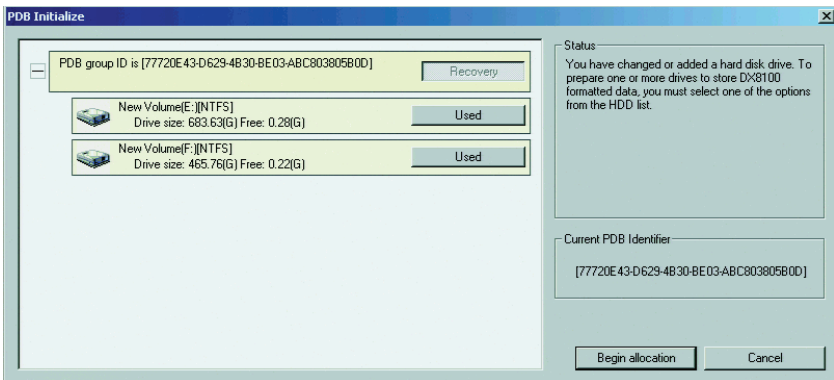 PDB Initialize
PDB group ID is [77720E43-D629-4B30-BE03-ABC803805B0D]
Recovery
New Volume(E:)[NTFS]
Drive size: 683.63(G) Free: 0.28(G)
Used
New Volume(F:)[NTFS]
Drive size: 465.76(G) Free: 0.22(G)
Used
Status
You have changed or added a hard disk drive. To
prepare one or more drives to store DX8100
formatted data, you must select one of the options
from the HDD list.
Current PDB Identifier
[77720E43-D629-4B30-BE03-ABC803805B0D]
Begin allocation
Cancel